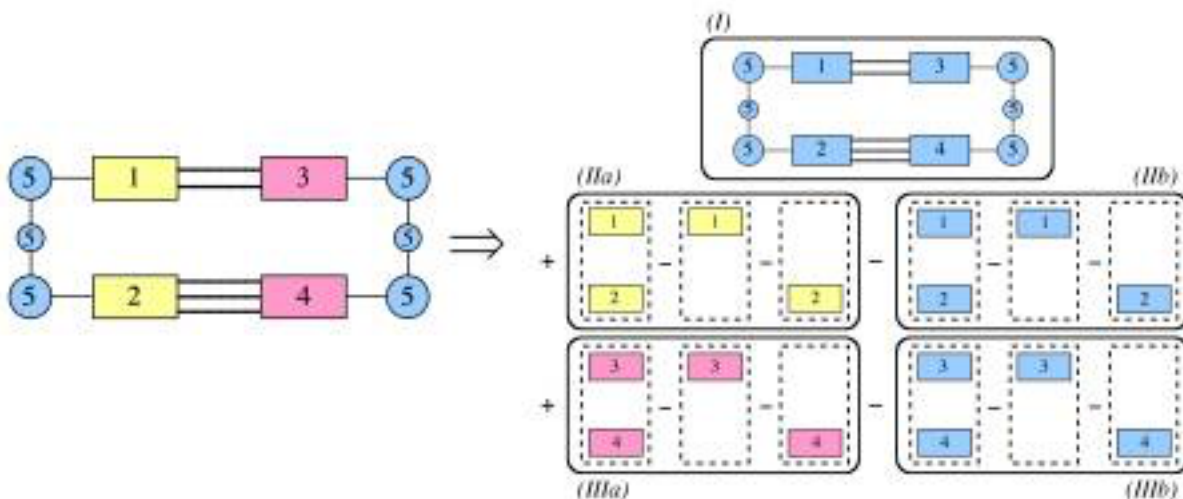 (I)
5 1 3 5
5 5
5 2 4 5
5 1 3 5
5 5
5 2 4 5
⇒
(IIa) (IIb)
1 1 1 1
+ – – – – –
2 2 2 2
3 3 3 3
+ – – – – –
4 4 4 4
(IIIa) (IIIb)